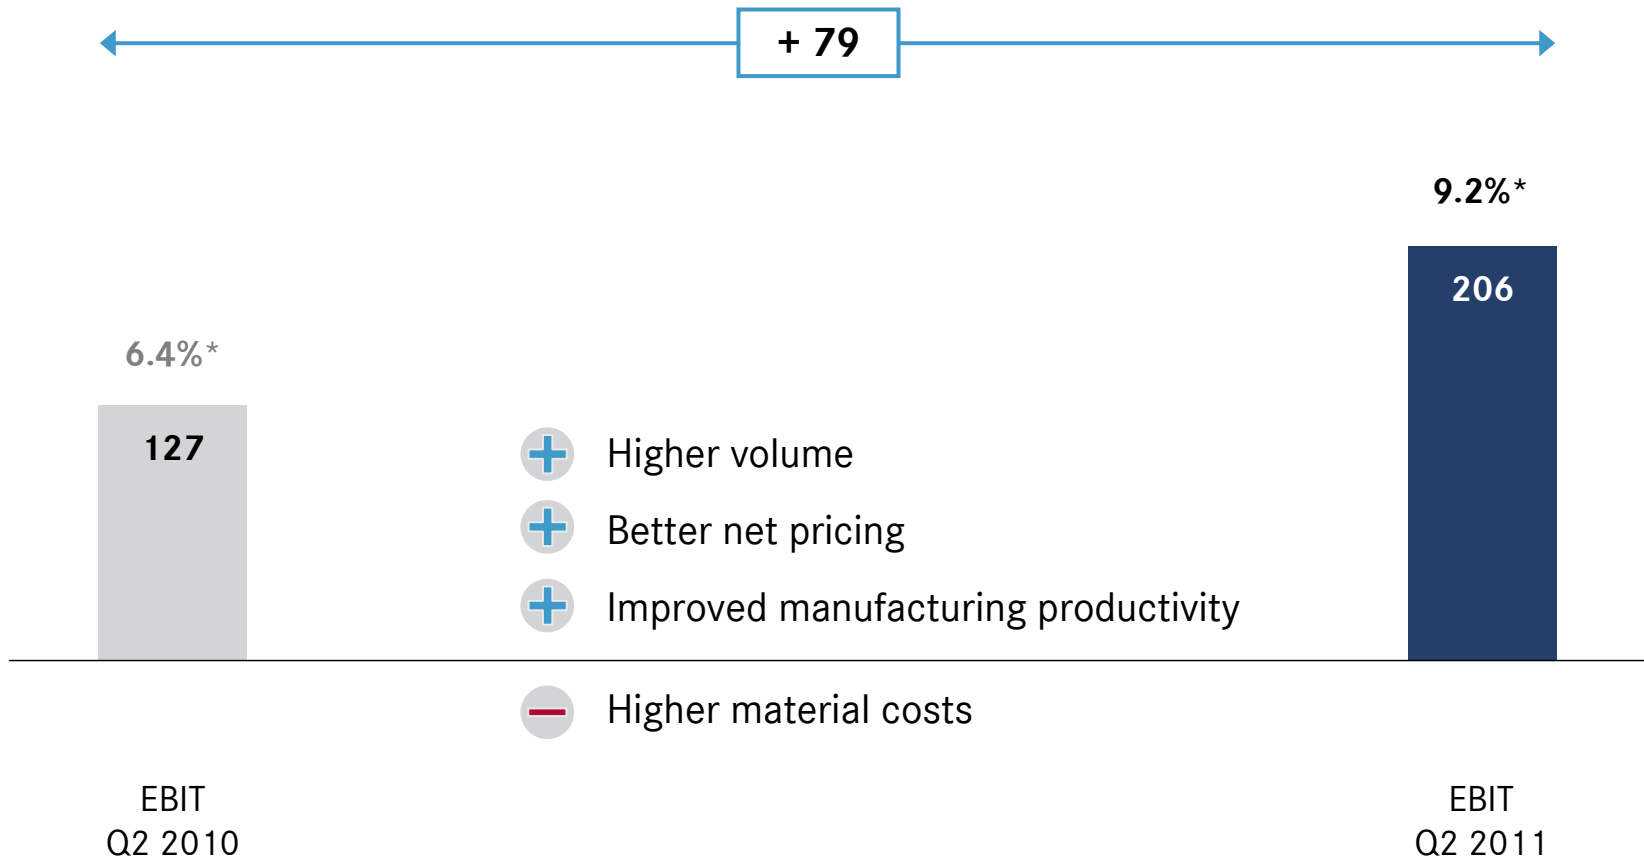 + 79
9.2%*
206
6.4%*
127
Higher volume
Better net pricing
Improved manufacturing productivity
Higher material costs
EBIT
Q2 2010
EBIT
Q2 2011